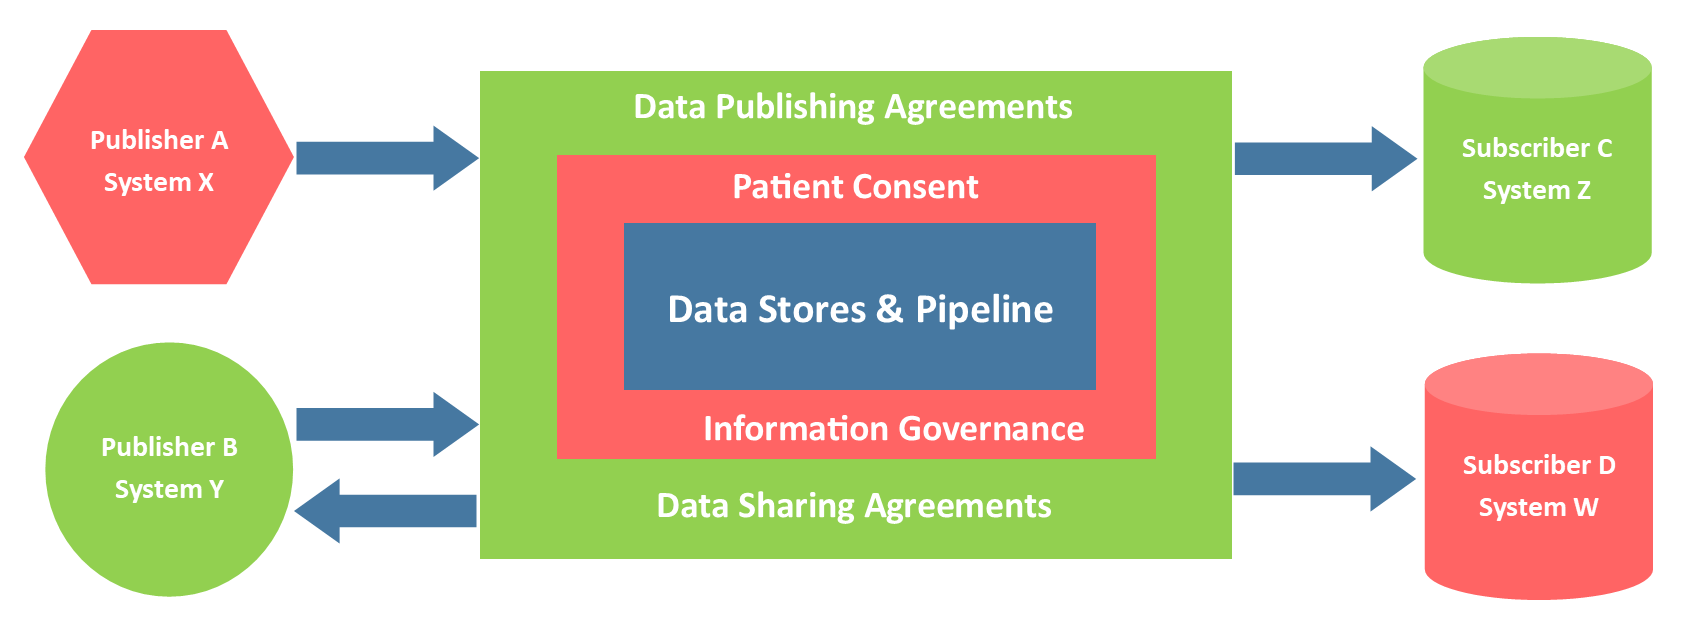 Publisher A
System X
Publisher B
System Y
Data Publishing Agreements
Patient Consent
Data Stores & Pipeline
Information Governance
Data Sharing Agreements
Subscriber C
System Z
Subscriber D
System W